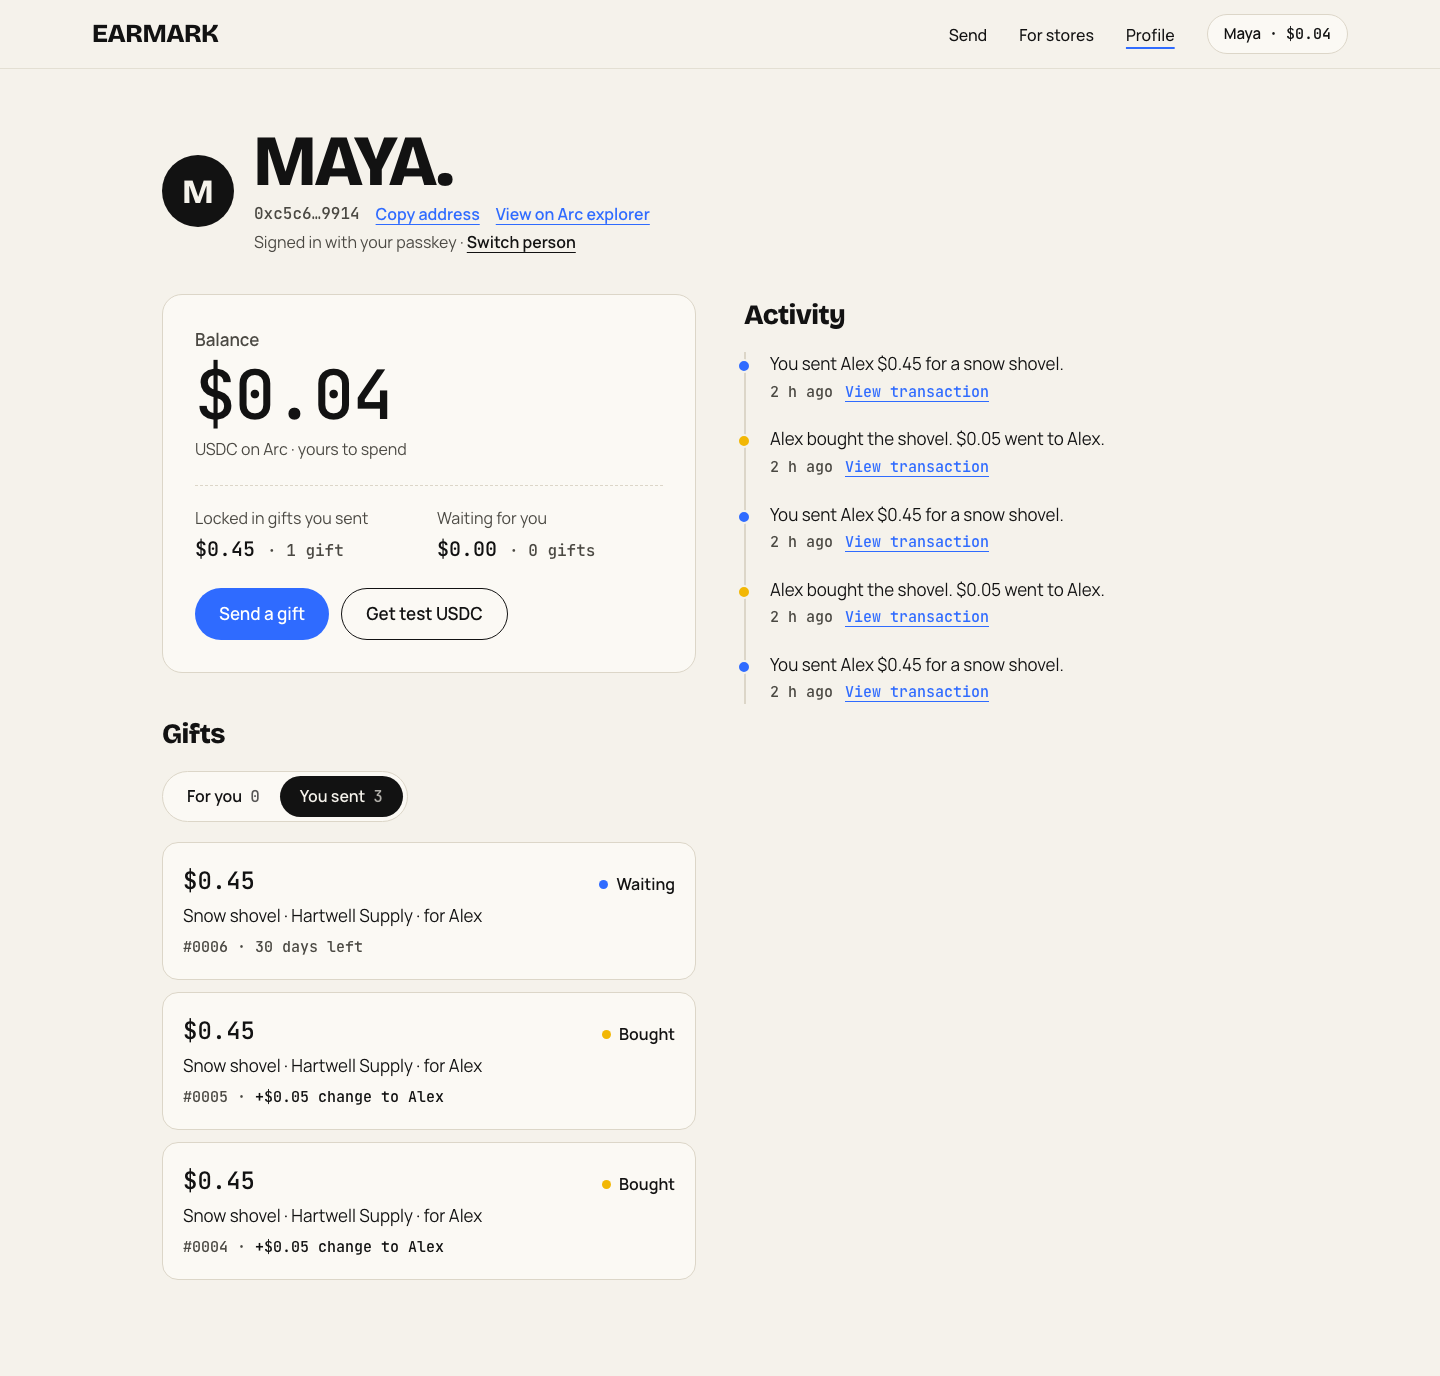 EARMARK
Send
For stores
Profile
Maya · $0.04
M
MAYA.
0xc5c6…9914 Copy address View on Arc explorer
Signed in with your passkey · Switch person
Balance
$0.04
USDC on Arc · yours to spend
Locked in gifts you sent
$0.45 · 1 gift
Waiting for you
$0.00 · 0 gifts
Send a gift
Get test USDC
Gifts
For you 0
You sent 3
$0.45
Waiting
Snow shovel · Hartwell Supply · for Alex
#0006 · 30 days left
$0.45
Bought
Snow shovel · Hartwell Supply · for Alex
#0005 · +$0.05 change to Alex
$0.45
Bought
Snow shovel · Hartwell Supply · for Alex
#0004 · +$0.05 change to Alex
Activity
You sent Alex $0.45 for a snow shovel.
2 h ago View transaction
Alex bought the shovel. $0.05 went to Alex.
2 h ago View transaction
You sent Alex $0.45 for a snow shovel.
2 h ago View transaction
Alex bought the shovel. $0.05 went to Alex.
2 h ago View transaction
You sent Alex $0.45 for a snow shovel.
2 h ago View transaction